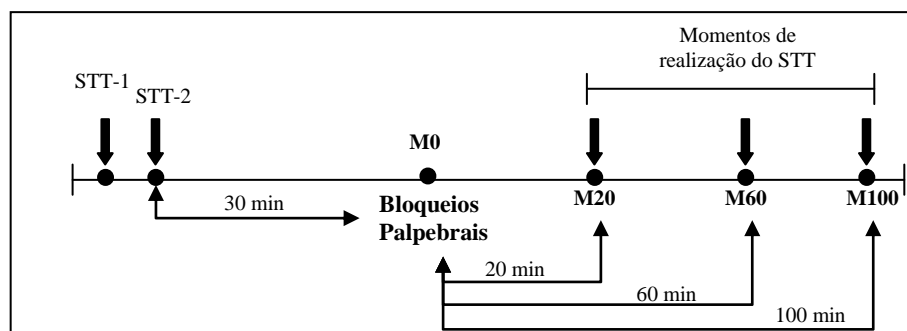 Momentos de
realização do STT
STT-1
STT-2
M0
M20
M60
M100
30 min
Bloqueios
Palpebrais
20 min
60 min
100 min